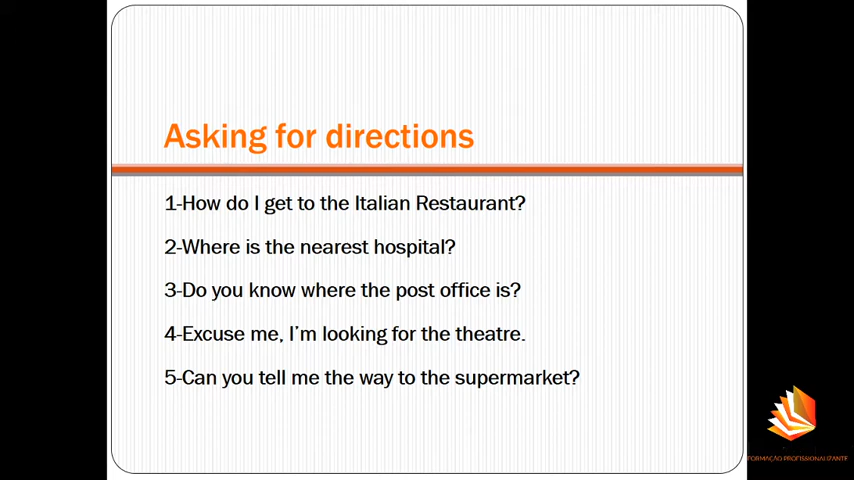 Asking for directions
1-How do I get to the Italian Restaurant?
2-Where is the nearest hospital?
3-Do you know where the post office is?
4-Excuse me, I'm looking for the theatre.
5-Can you tell me the way to the supermarket?
FORMAÇÃO PROFISSIONALIZANTE